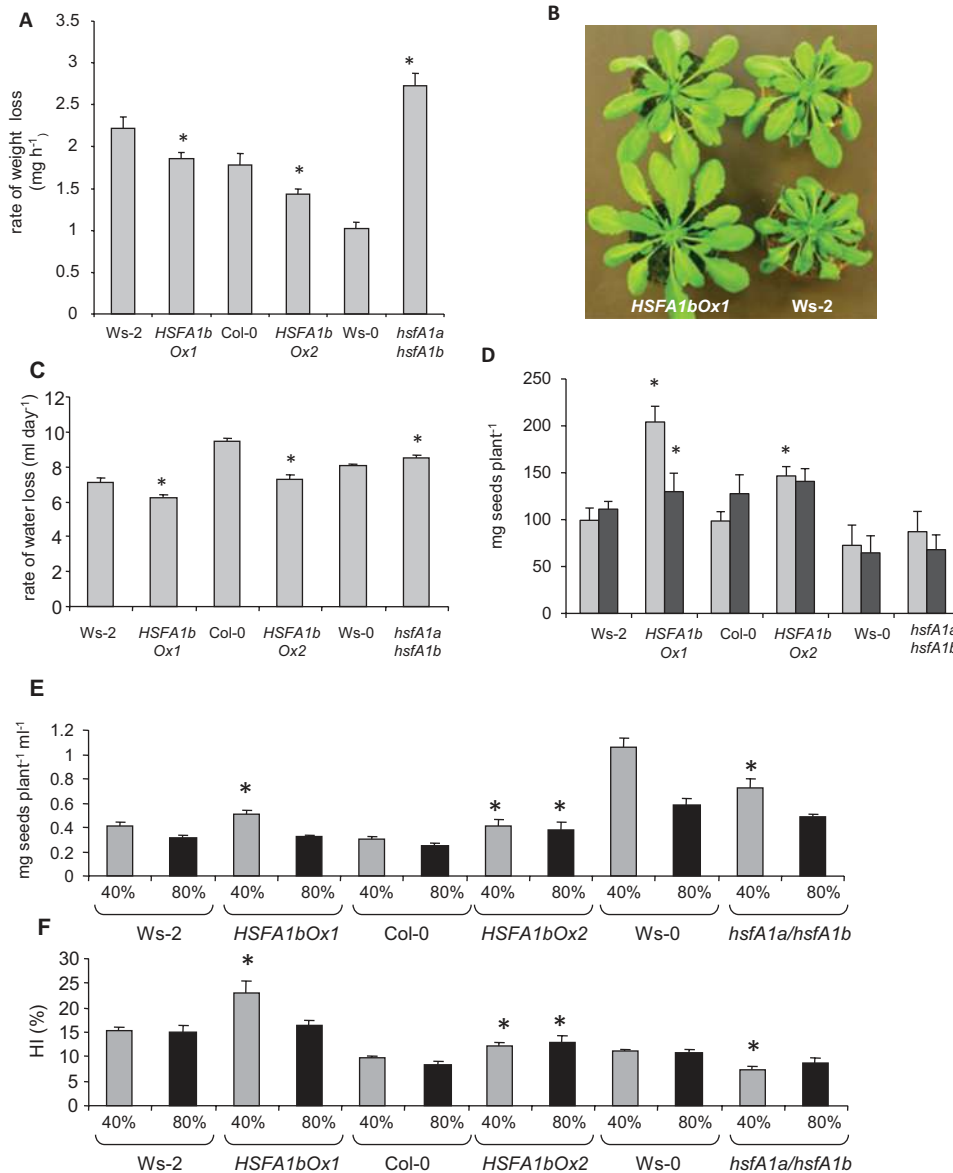 A
rate of weight loss
(mg h-1)
3.5
3
2.5
2
1.5
1
0.5
0
*
*
*
Ws-2 HSFA1b Ox1 Col-0 HSFA1b Ox2 Ws-0 hsfA1a hsfA1b
B
HSFA1bOx1 Ws-2
C
rate of water loss (ml day-1)
12
10
8
6
4
2
0
*
*
*
Ws-2 HSFA1b Ox1 Col-0 HSFA1b Ox2 Ws-0 hsfA1a hsfA1b
D
mg seeds plant-1
250
200
150
100
50
0
*
*
*
Ws-2 HSFA1b Ox1 Col-0 HSFA1b Ox2 Ws-0 hsfA1a hsfA1b
E
mg seeds plant-1 ml-1
1.2
1
0.8
0.6
0.4
0.2
0
*
* *
*
40% 80% 40% 80% 40% 80% 40% 80% 40% 80% 40% 80%
Ws-2 HSFA1bOx1 Col-0 HSFA1bOx2 Ws-0 hsfA1a/hsfA1b
F
HI (%)
30
25
20
15
10
5
0
*
* *
*
40% 80% 40% 80% 40% 80% 40% 80% 40% 80% 40% 80%
Ws-2 HSFA1bOx1 Col-0 HSFA1bOx2 Ws-0 hsfA1a/hsfA1b